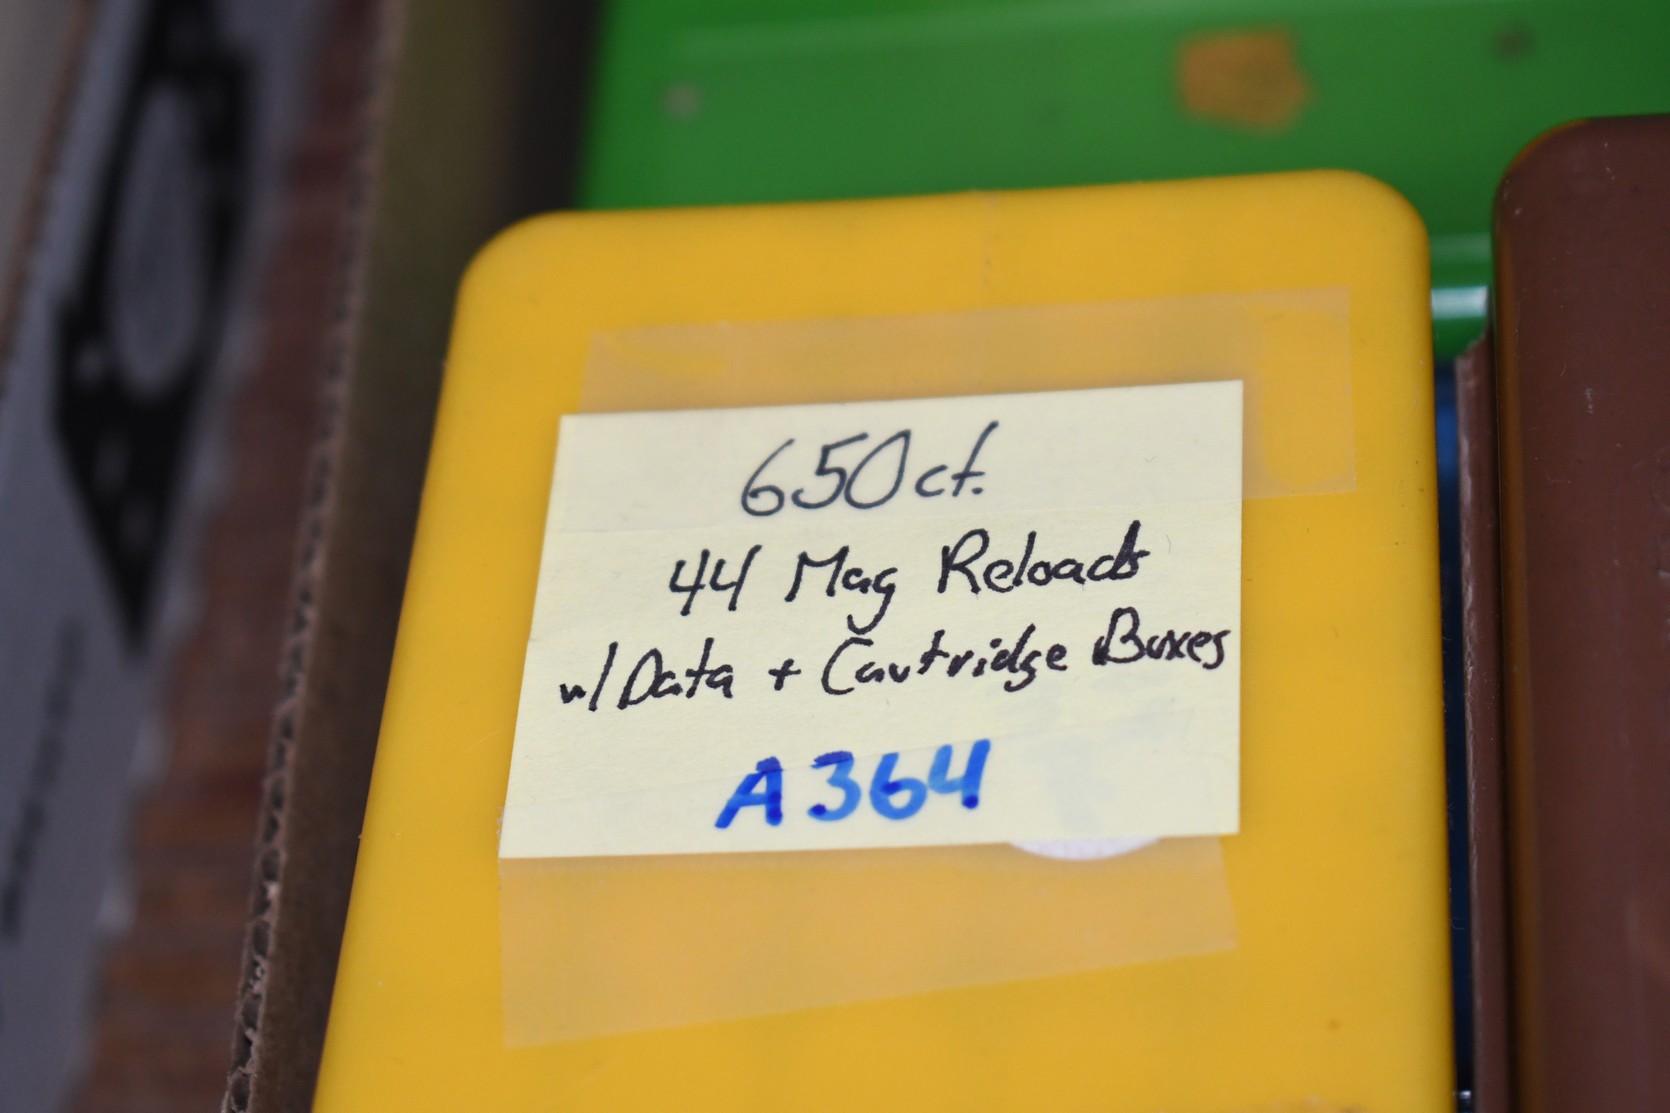 650 ct.
44 Mag Reloads
w/ Data + Cartridge Boxes
A364